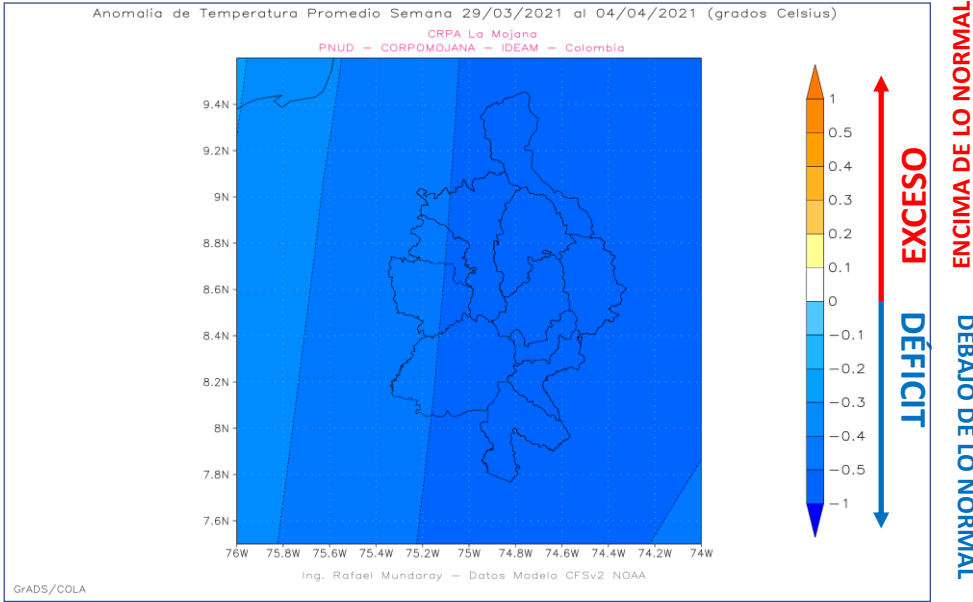 Anomalia de Temperatura Promedio Semana 29/03/2021 al 04/04/2021 (grados Celsius)
CRPA La Mojana
PNUD – CORPOMOJANA – IDEAM – Colombia
9.4N
9.2N
9N
8.8N
8.6N
8.4N
8.2N
8N
7.8N
7.6N
76W 75.8W 75.6W 75.4W 75.2W 75W 74.8W 74.6W 74.4W 74.2W 74W
1
0.5
0.4
0.3
0.2
0.1
0
−0.1
−0.2
−0.3
−0.4
−0.5
−1
EXCESO
DÉFICIT
ENCIMA DE LO NORMAL
DEBAJO DE LO NORMAL
Ing. Rafael Mundaray – Datos Modelo CFSv2 NOAA
GrADS/COLA